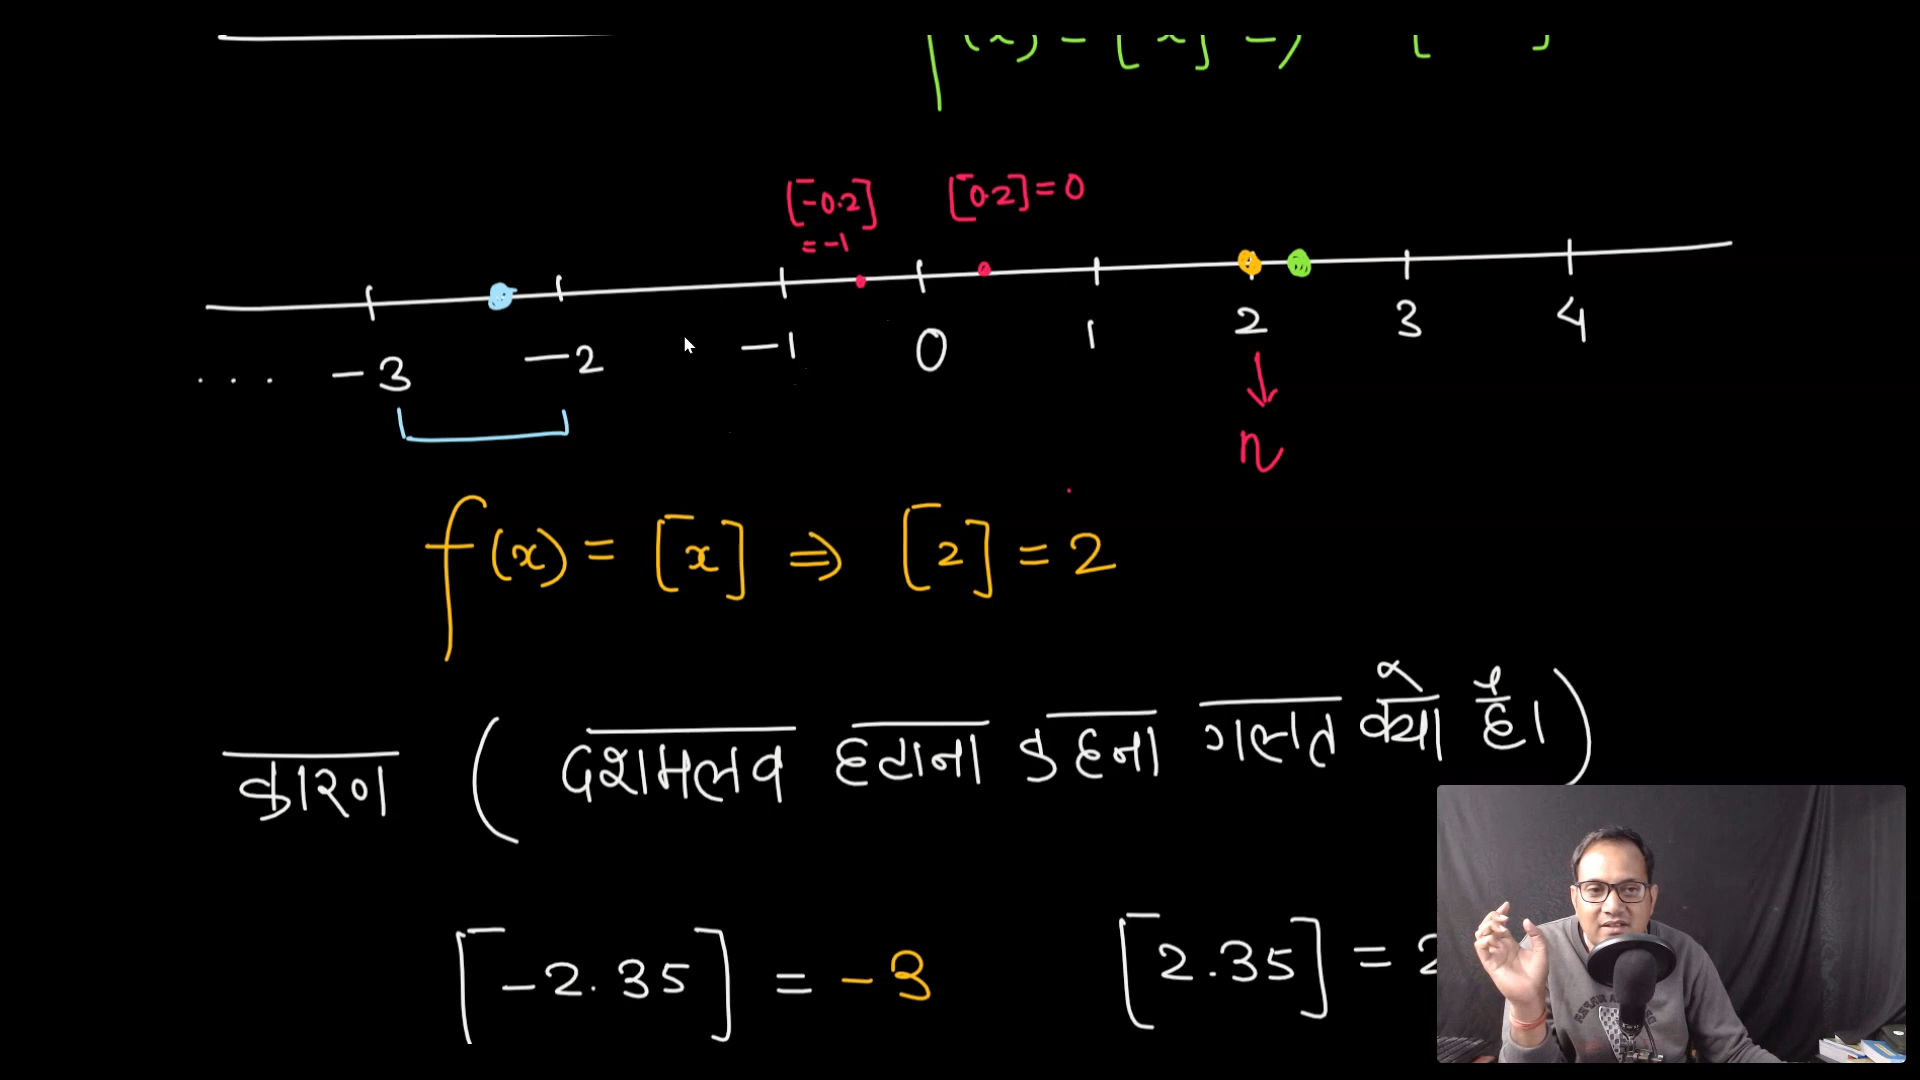 f(x) = [x] ⇒ [
[-0.2] = -1
[0.2] = 0
... -3 -2 -1 0 1 2 3 4
↓
n
f(x) = [x] ⇒ [2] = 2
कारण ( दशमलव हटाना कहना गलत क्यों है। )
[-2.35] = -3
[2.35] = 2